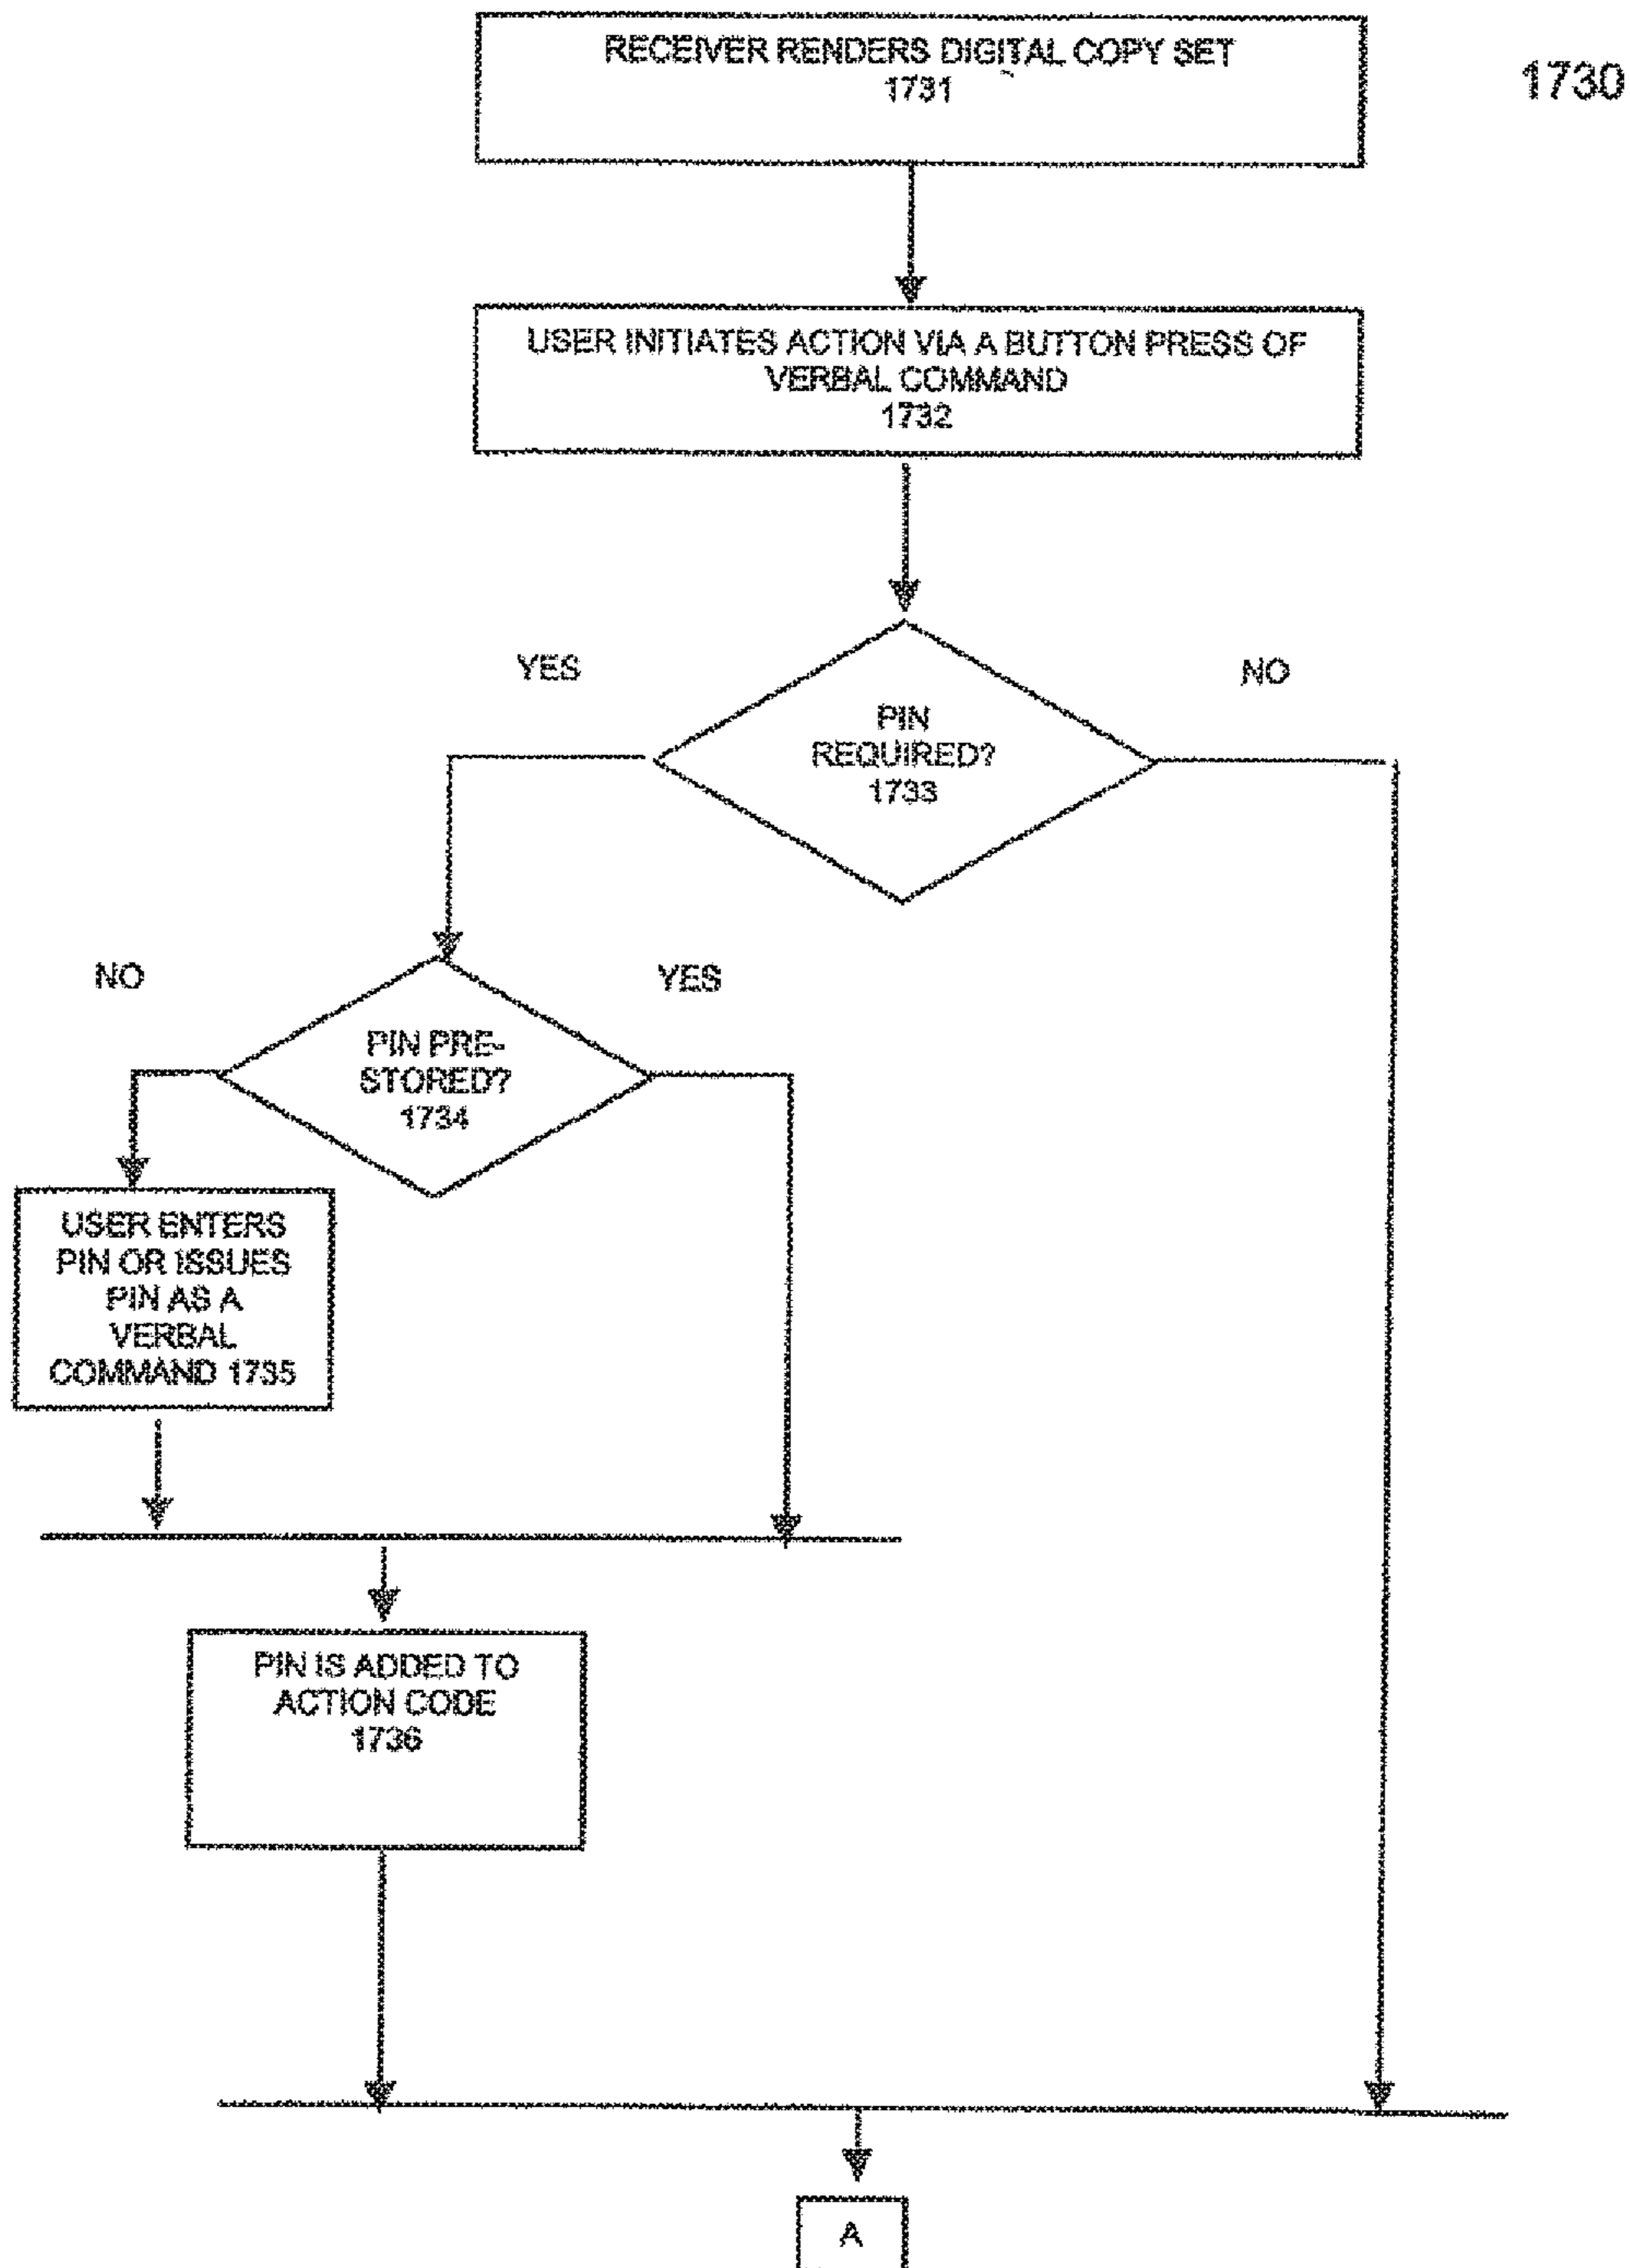 RECEIVER RENDERS DIGITAL COPY SET
1731
1730
USER INITIATES ACTION VIA A BUTTON PRESS OF
VERBAL COMMAND
1732
YES
NO
PIN
REQUIRED?
1733
NO
YES
PIN PRE-
STORED?
1734
USER ENTERS
PIN OR ISSUES
PIN AS A
VERBAL
COMMAND 1735
PIN IS ADDED TO
ACTION CODE
1736
A